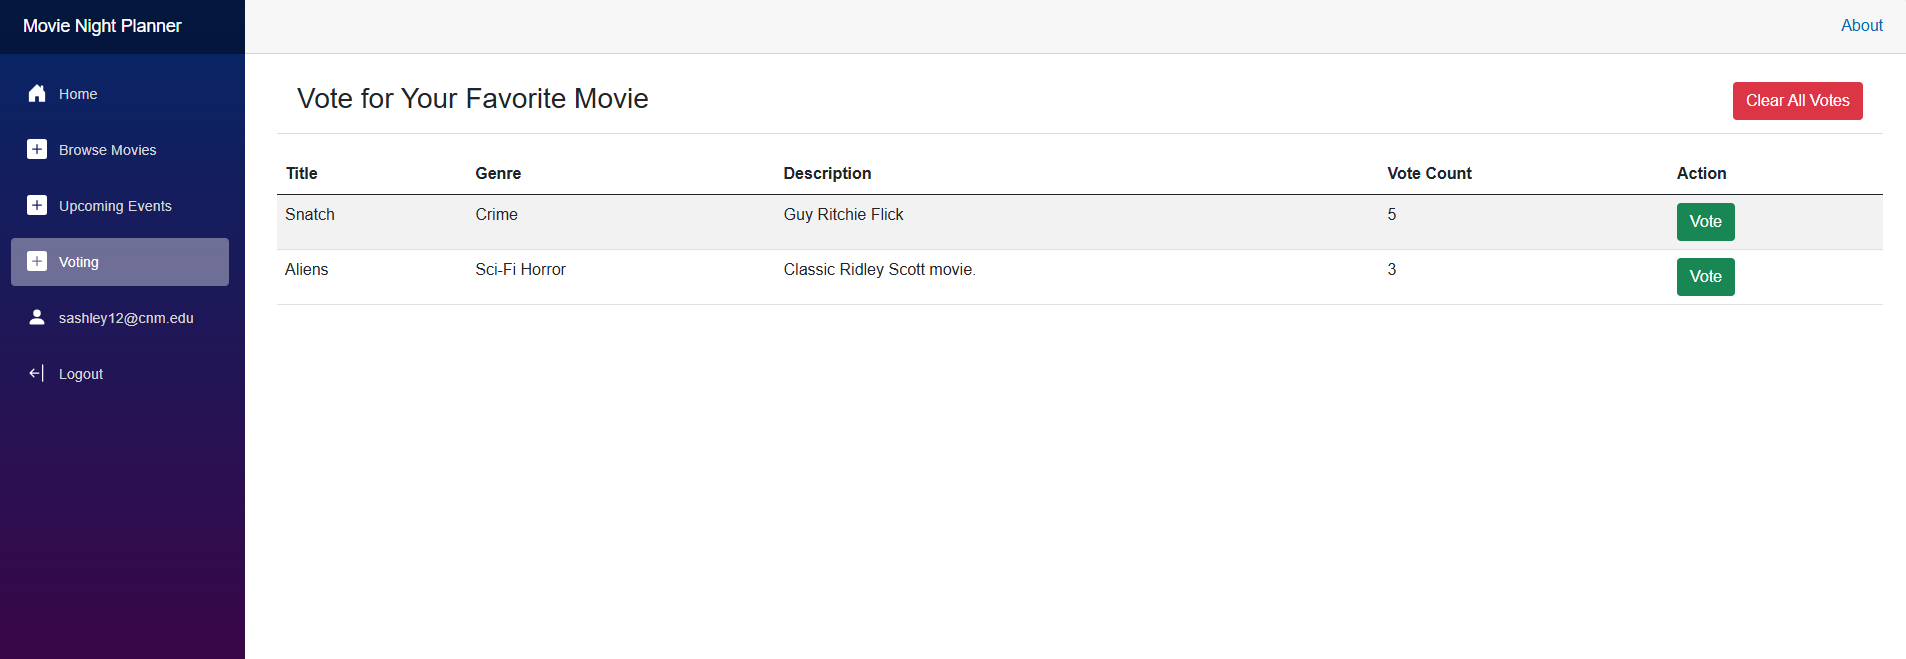 Movie Night Planner
About
Home
Browse Movies
Upcoming Events
Voting
sashley12@cnm.edu
Logout
Vote for Your Favorite Movie
Clear All Votes
Title Genre Description Vote Count Action
Snatch Crime Guy Ritchie Flick 5 Vote
Aliens Sci-Fi Horror Classic Ridley Scott movie. 3 Vote